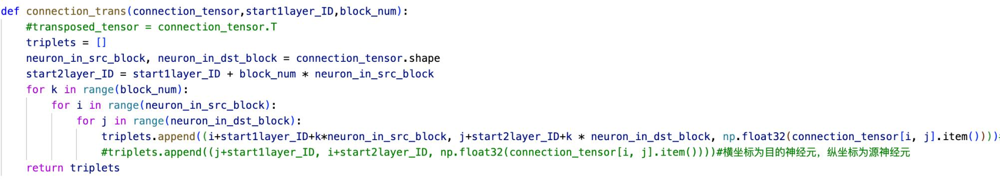 def connection_trans(connection_tensor,start1layer_ID,block_num):
    #transposed_tensor = connection_tensor.T
    triplets = []
    neuron_in_src_block, neuron_in_dst_block = connection_tensor.shape
    start2layer_ID = start1layer_ID + block_num * neuron_in_src_block
    for k in range(block_num):
        for i in range(neuron_in_src_block):
            for j in range(neuron_in_dst_block):
                triplets.append((i+start1layer_ID+k*neuron_in_src_block, j+start2layer_ID+k * neuron_in_dst_block, np.float32(connection_tensor[i, j].item())))
                #triplets.append((j+start1layer_ID, i+start2layer_ID, np.float32(connection_tensor[i, j].item())))#横坐标为目的神经元，纵坐标为源神经元
    return triplets